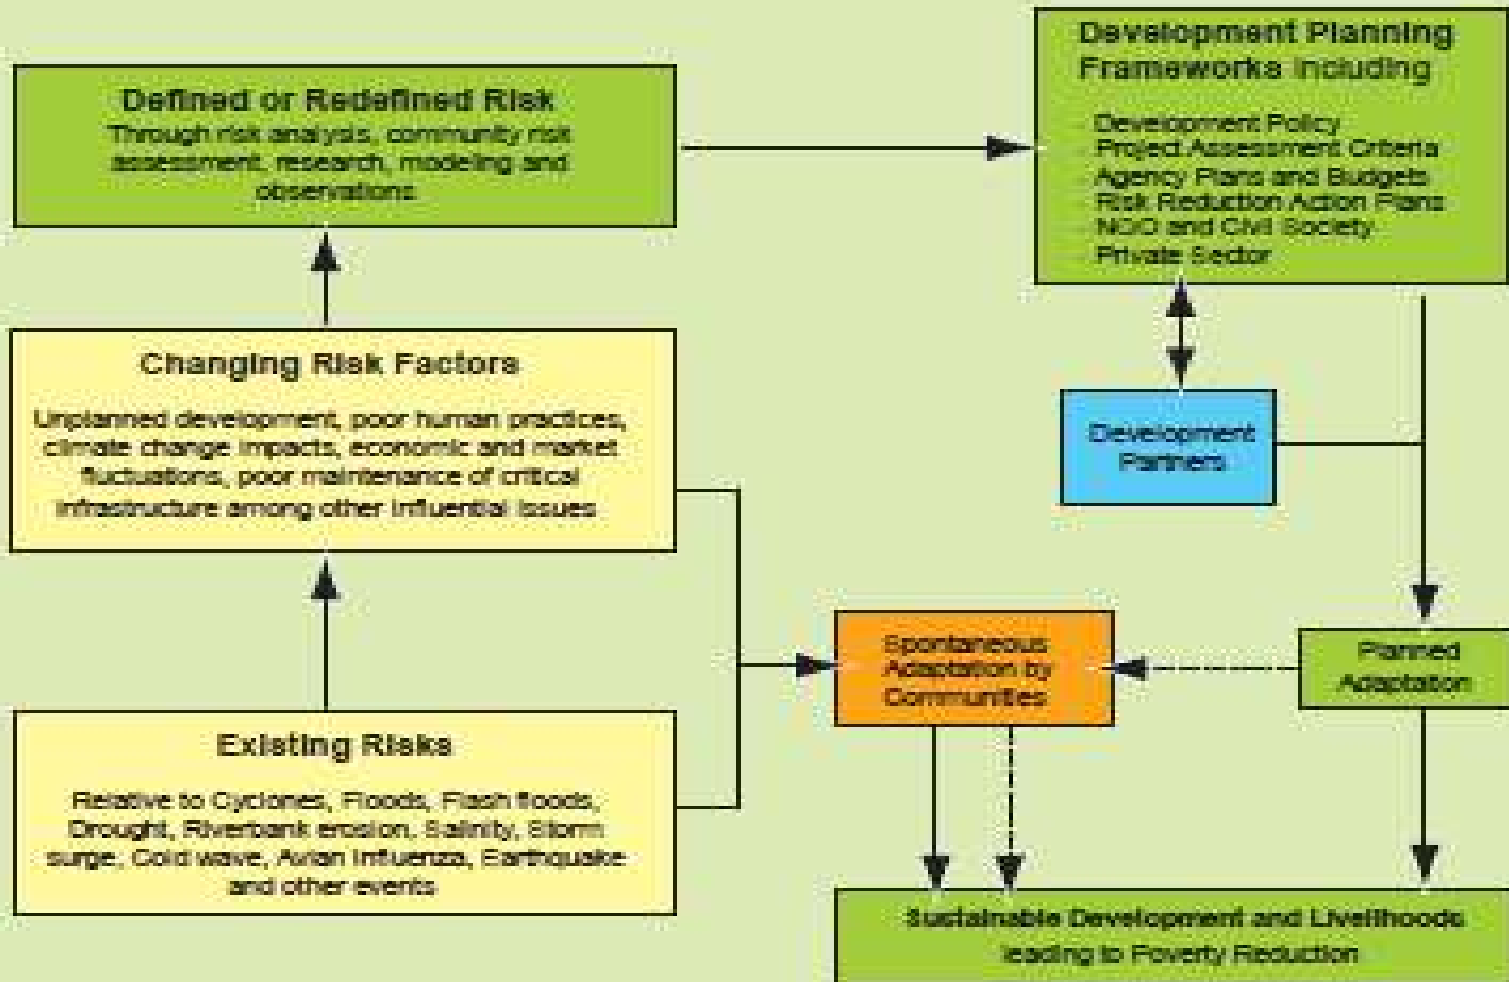 Defined or Redefined Risk
Through risk analysis, community risk
assessment, research, modeling and
observations
Changing Risk Factors
Unplanned development, poor human practices,
climate change impacts, economic and market
fluctuations, poor maintenance of critical
infrastructure among other influential issues
Existing Risks
Relative to Cyclones, Floods, Flash floods,
Drought, Riverbank erosion, Salinity, Storm
surge, Cold wave, Avian Influenza, Earthquake
and other events
Development Planning
Frameworks including
- Development Policy
- Project Assessment Criteria
- Agency Plans and Budgets
- Risk Reduction Action Plans
- NGO and Civil Society
- Private Sector
Development
Partners
Spontaneous
Adaptation by
Communities
Planned
Adaptation
Sustainable Development and Livelihoods
leading to Poverty Reduction